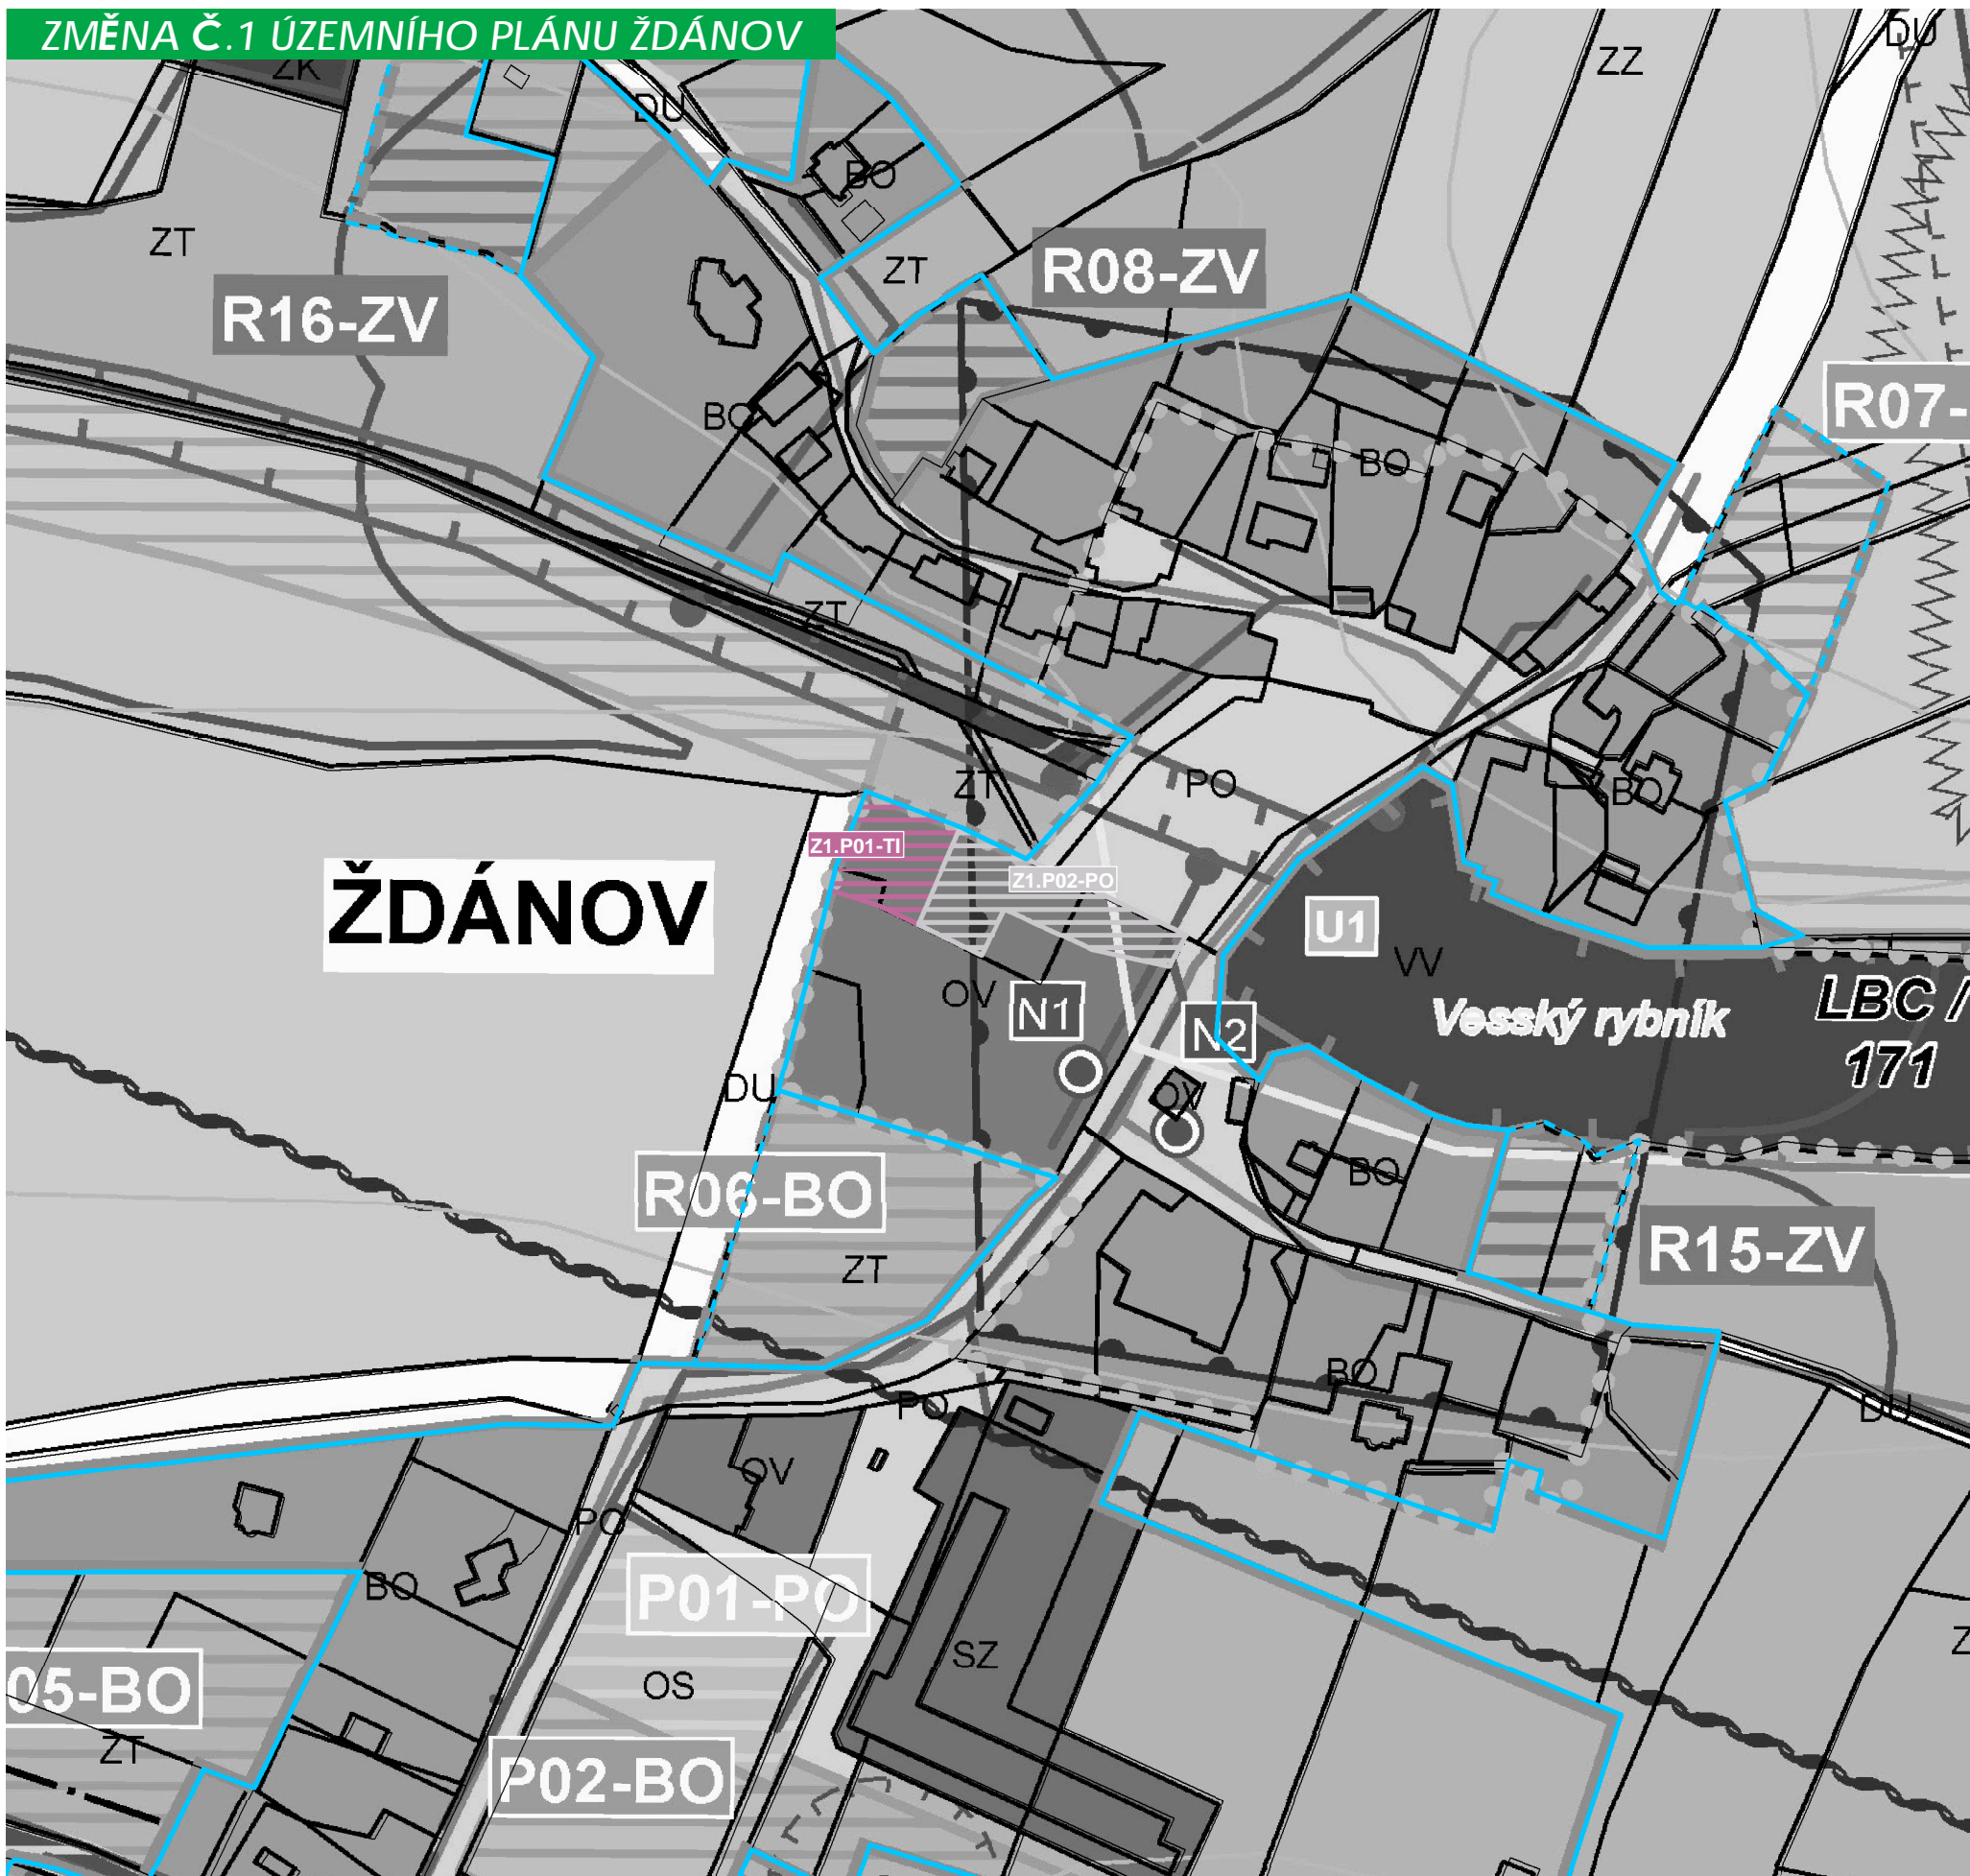 ZMĚNA Č.1 ÚZEMNÍHO PLÁNU ŽDÁNOV
DU
ZZ
ZK
DU
BO
ZT
ZT
R08-ZV
R16-ZV
R07-
BO
BO
ZT
ZT
PO
BO
Z1.P01-TI
Z1.P02-PO
ŽDÁNOV
U1
VV
OV
N1
N2
Vesský rybník
LBC /
171
DU
OV
BO
R06-BO
R15-ZV
ZT
BO
PO
DU
OV
PO
BO
P01-PO
SZ
OS
05-BO
ZT
P02-BO
Z